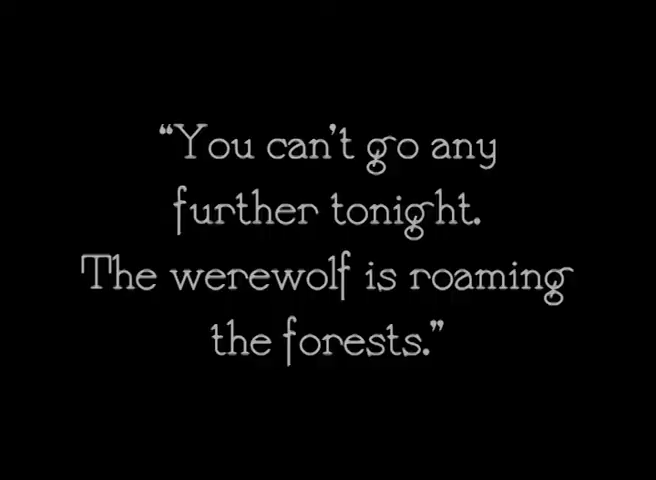 “You can’t go any
further tonight.
The werewolf is roaming
the forests.”